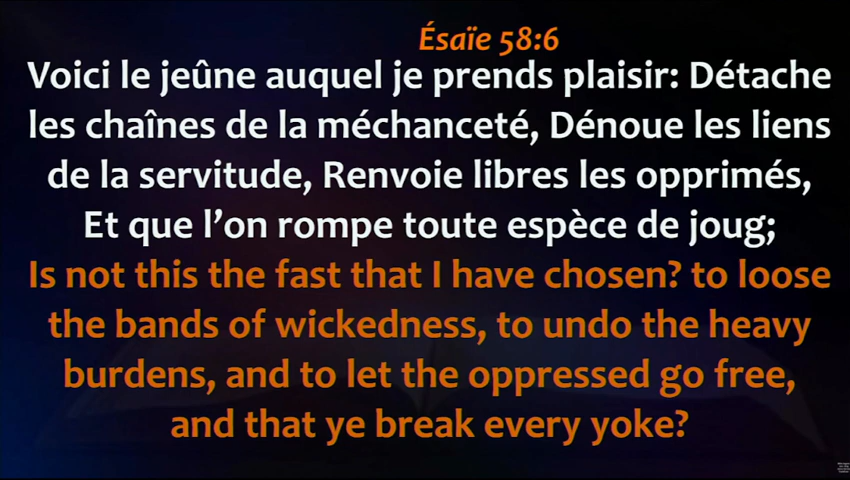 Ésaïe 58:6
Voici le jeûne auquel je prends plaisir: Détache
les chaînes de la méchanceté, Dénoue les liens
de la servitude, Renvoie libres les opprimés,
Et que l’on rompe toute espèce de joug;
Is not this the fast that I have chosen? to loose
the bands of wickedness, to undo the heavy
burdens, and to let the oppressed go free,
and that ye break every yoke?